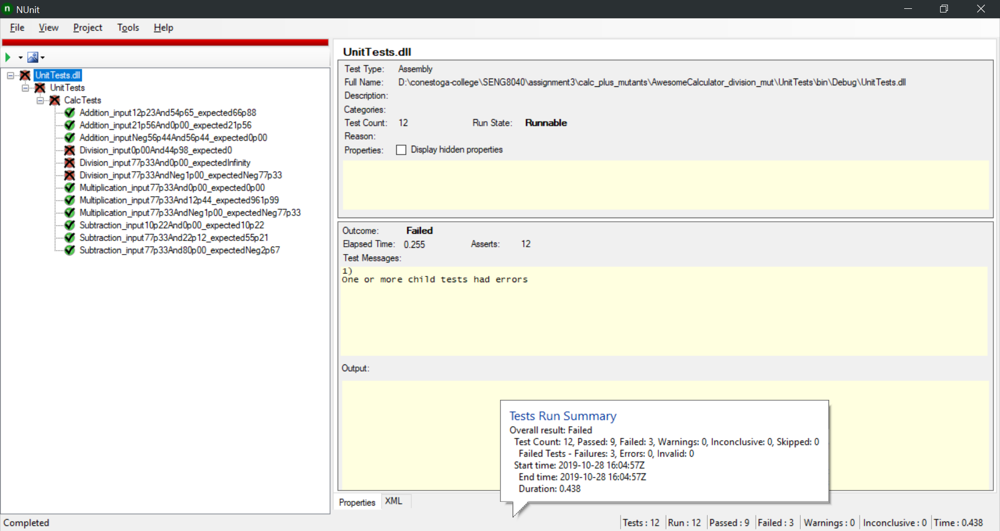 n NUnit
File View Project Tools Help
UnitTests.dll
UnitTests
CalcTests
Addition_input12p23And54p65_expected66p88
Addition_input21p56And0p00_expected21p56
Addition_inputNeg56p44And56p44_expected0p00
Division_input0p00And44p98_expected0
Division_input77p33And0p00_expectedInfinity
Division_input77p33AndNeg1p00_expectedNeg77p33
Multiplication_input77p33And0p00_expected0p00
Multiplication_input77p33And12p44_expected961p99
Multiplication_input77p33AndNeg1p00_expectedNeg77p33
Subtraction_input10p22And0p00_expected10p22
Subtraction_input77p33And22p12_expected55p21
Subtraction_input77p33And80p00_expectedNeg2p67
UnitTests.dll
Test Type: Assembly
Full Name: D:\conestoga-college\SENG8040\assignment3\calc_plus_mutants\AwesomeCalculator_division_mut\UnitTests\bin\Debug\UnitTests.dll
Description:
Categories:
Test Count: 12 Run State: Runnable
Reason:
Properties: Display hidden properties
Outcome: Failed
Elapsed Time: 0.255 Asserts: 12
Test Messages:
1)
One or more child tests had errors
Output:
Tests Run Summary
Overall result: Failed
Test Count: 12, Passed: 9, Failed: 3, Warnings: 0, Inconclusive: 0, Skipped: 0
Failed Tests - Failures: 3, Errors: 0, Invalid: 0
Start time: 2019-10-28 16:04:57Z
End time: 2019-10-28 16:04:57Z
Duration: 0.438
Properties XML
Completed Tests : 12 Run : 12 Passed : 9 Failed : 3 Warnings : 0 Inconclusive : 0 Time : 0.438